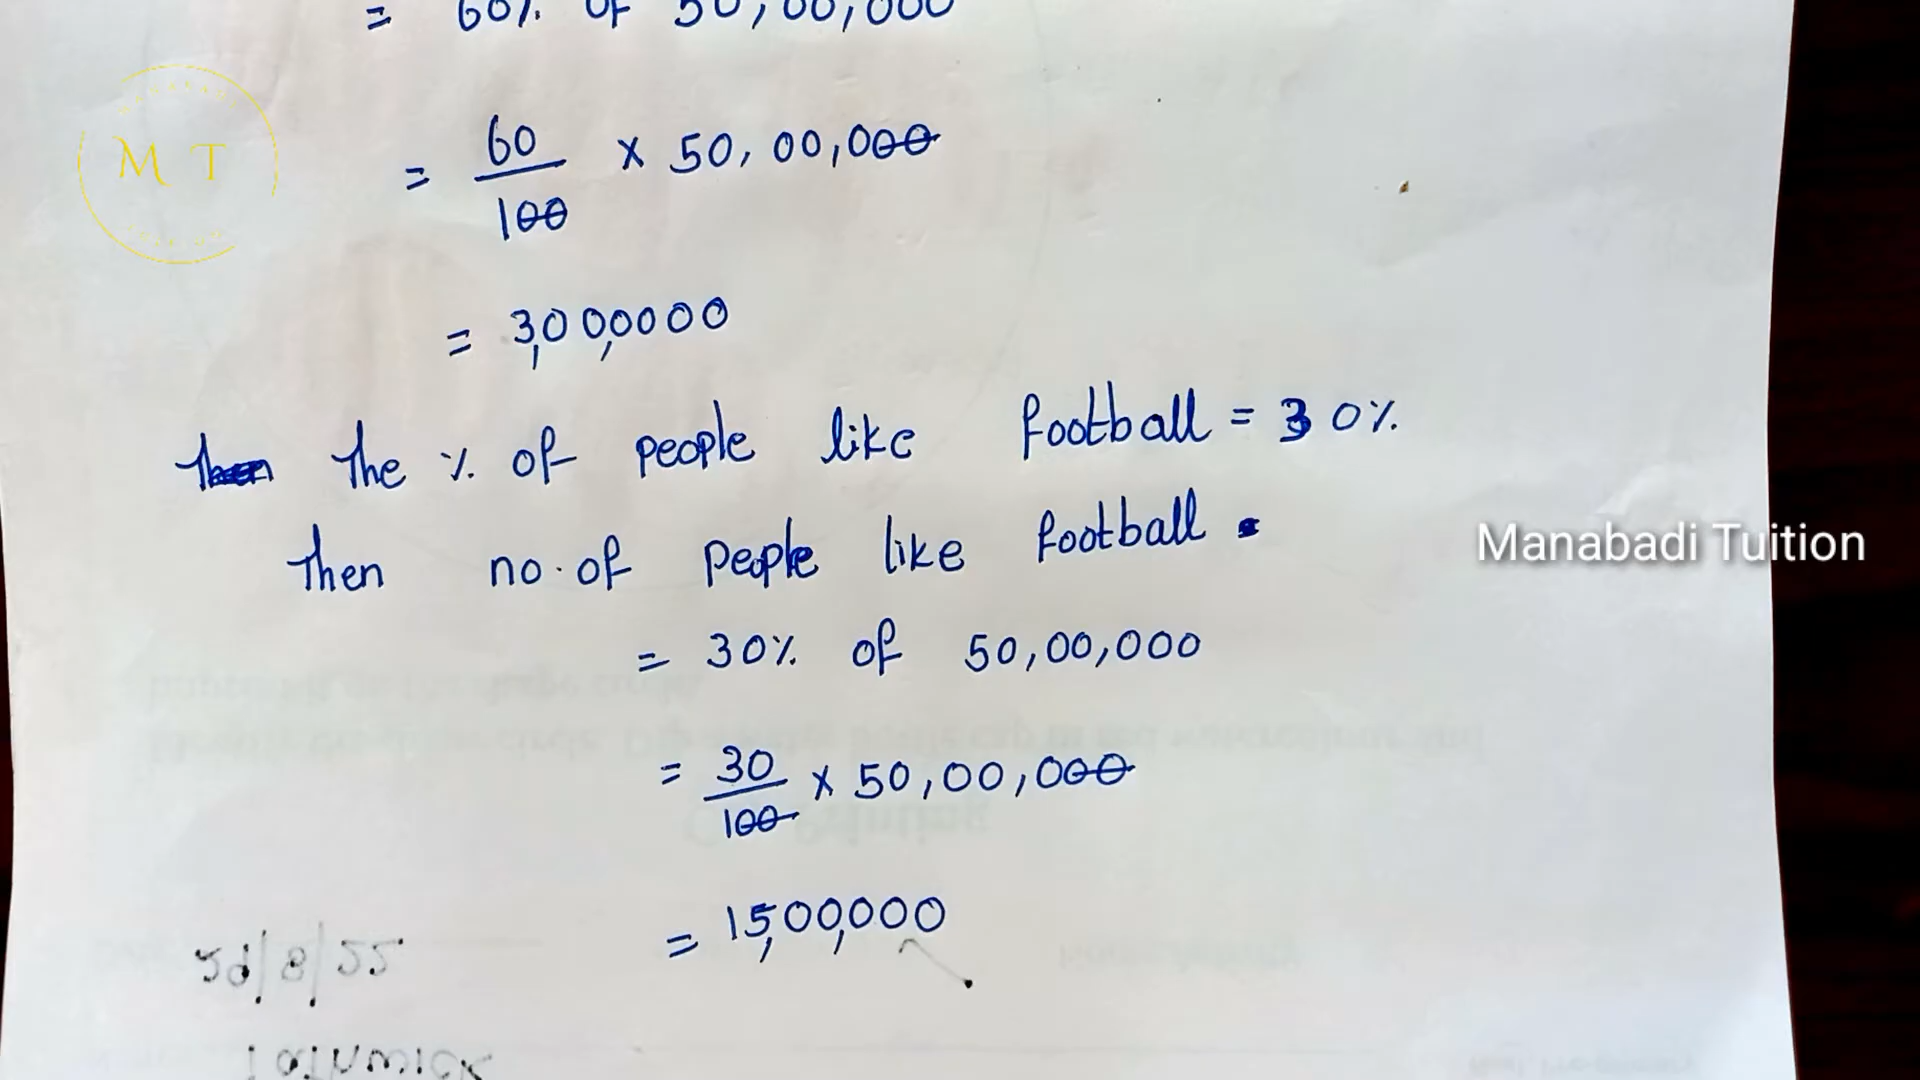 = 60% of 50,00,000
M T
= 60/100 × 50,00,000
= 3,00,0000
The % of people like football = 30%
Then no. of people like football
Manabadi Tuition
= 30% of 50,00,000
= 30/100 × 50,00,000
= 15,00,000